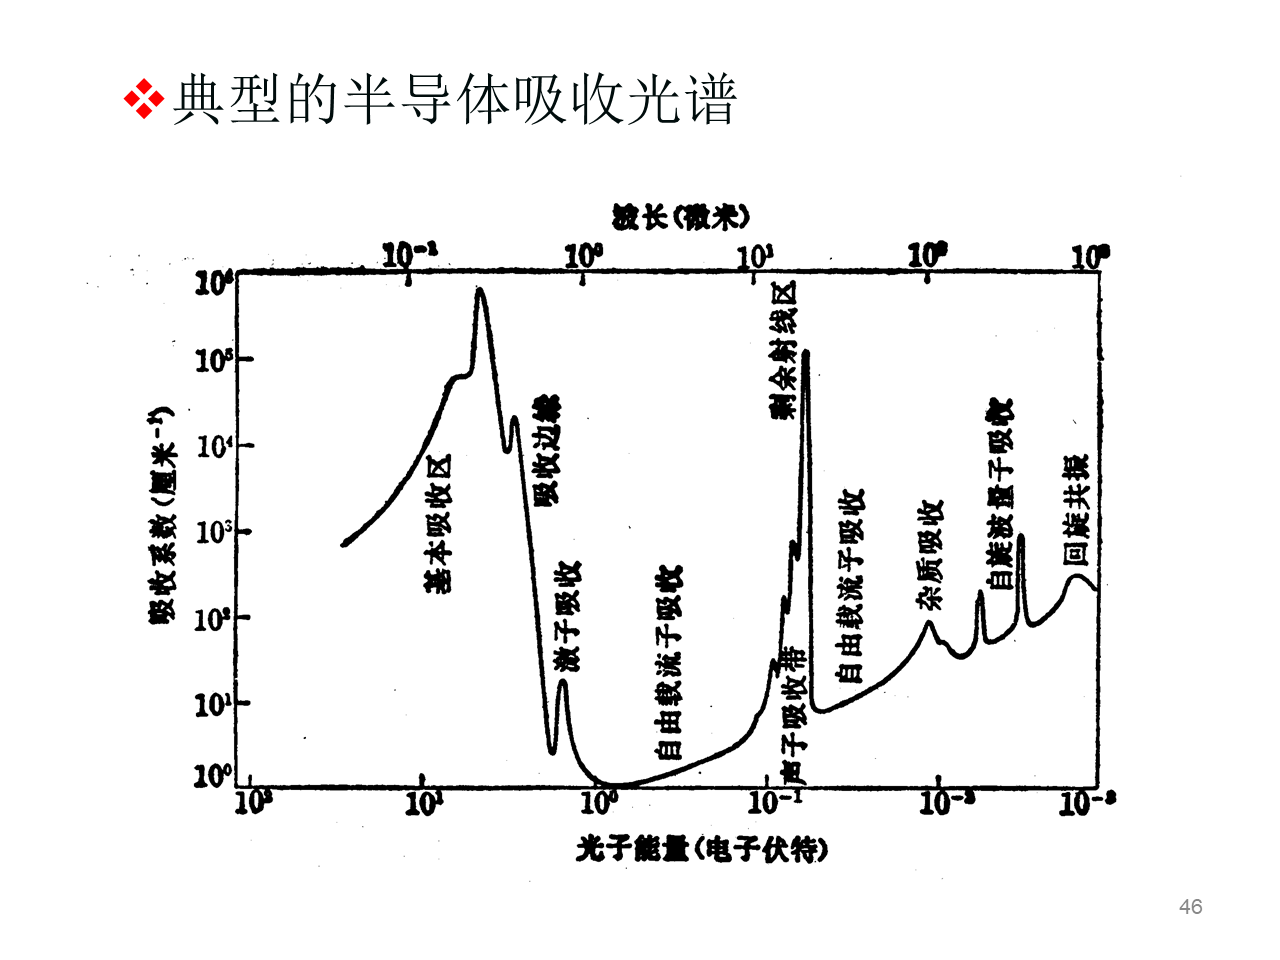 典型的半导体吸收光谱
波长(微米)
10⁻¹ 10⁰ 10¹ 10² 10³
10⁶
10⁵
10⁴
10³
10²
10¹
10⁰
吸收系数(厘米⁻¹)
基本吸收区
吸收边缘
激子吸收
自由载流子吸收
剩余射线区
声子吸收带
自由载流子吸收
杂质吸收
自旋波量子吸收
回旋共振
10² 10¹ 10⁰ 10⁻¹ 10⁻² 10⁻³
光子能量(电子伏特)
46